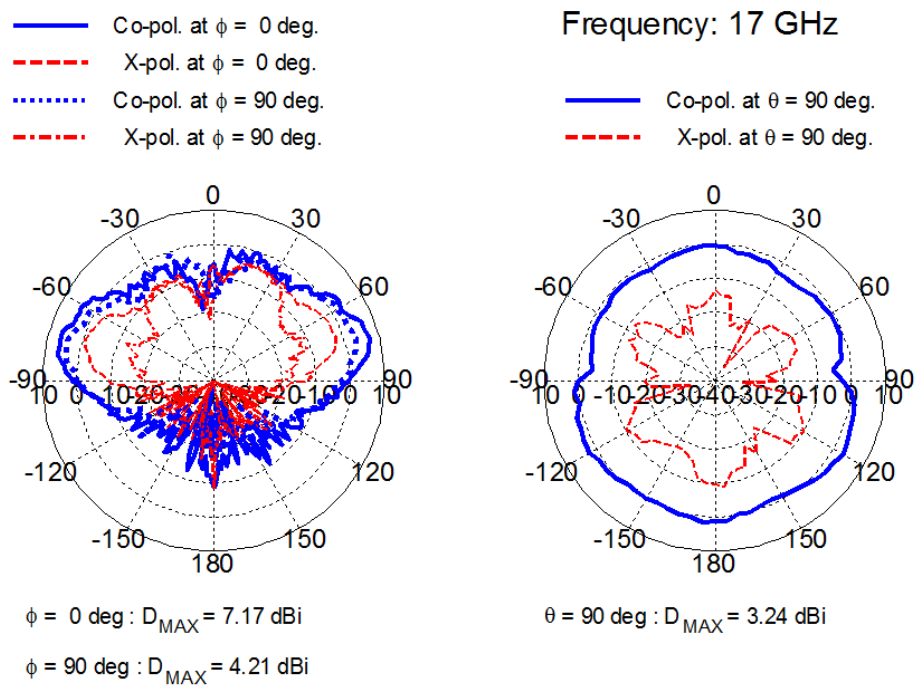 Co-pol. at ϕ = 0 deg.
X-pol. at ϕ = 0 deg.
Co-pol. at ϕ = 90 deg.
X-pol. at ϕ = 90 deg.
Frequency: 17 GHz
Co-pol. at θ = 90 deg.
X-pol. at θ = 90 deg.
0
-30 30
-60 60
-90 90
10 0 -10 -20 -20 -10 0 10
-120 120
-150 150
180
0
-30 30
-60 60
-90 90
10 0 -10 -20 -30 -40 -30 -20 -10 0 10
-120 120
-150 150
180
ϕ = 0 deg : D_MAX = 7.17 dBi
ϕ = 90 deg : D_MAX = 4.21 dBi
θ = 90 deg : D_MAX = 3.24 dBi